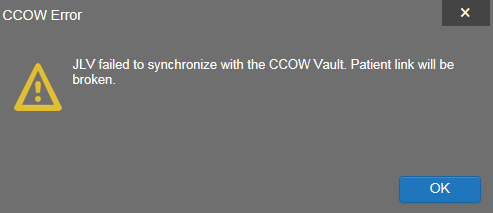 CCOW Error
×
JLV failed to synchronize with the CCOW Vault. Patient link will be
broken.
OK